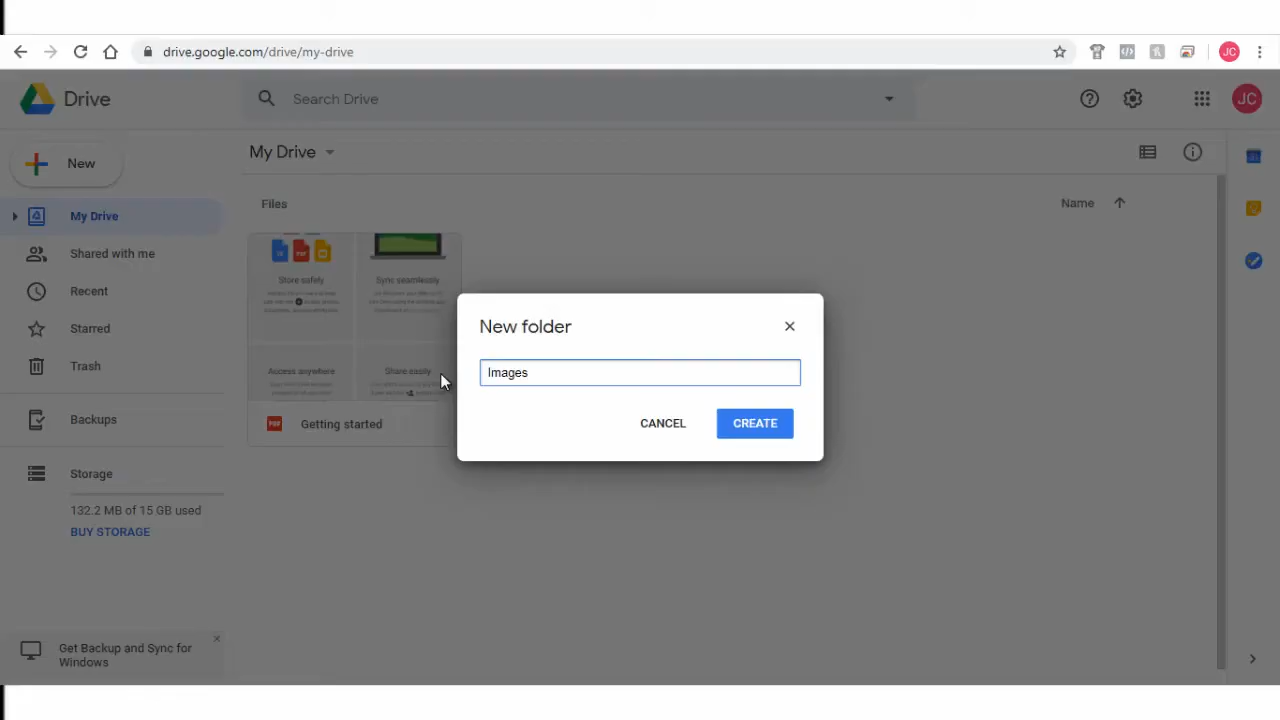 drive.google.com/drive/my-drive
JC
Drive
Search Drive
JC
New
My Drive
My Drive
Shared with me
Recent
Starred
Trash
Backups
Storage
132.2 MB of 15 GB used
BUY STORAGE
Get Backup and Sync for
Windows
Files
Name
Store safely
Sync seamlessly
Access anywhere
Share easily
PDF
Getting started
New folder
Images
CANCEL
CREATE